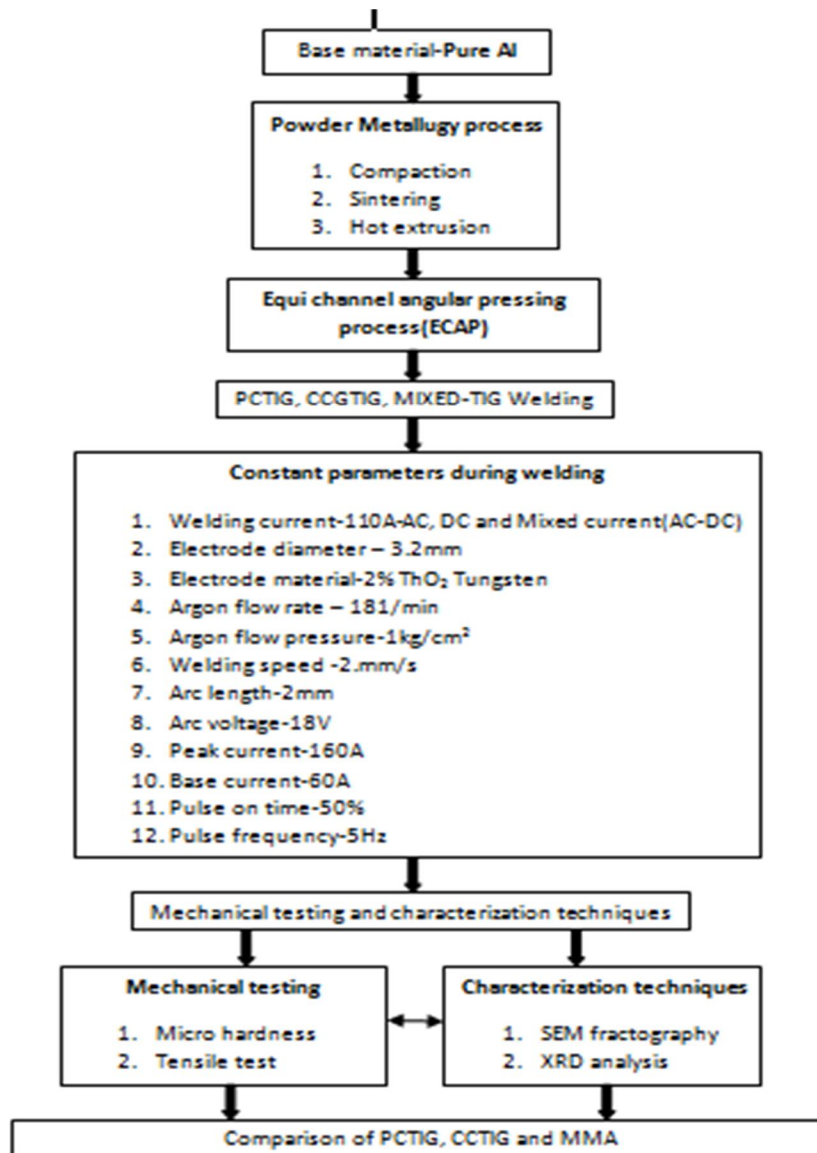 Base material-Pure Al
Powder Metallugy process
1. Compaction
2. Sintering
3. Hot extrusion
Equi channel angular pressing
process(ECAP)
PCTIG, CCGTIG, MIXED-TIG Welding
Constant parameters during welding
1. Welding current-110A-AC, DC and Mixed current(AC-DC)
2. Electrode diameter – 3.2mm
3. Electrode material-2% ThO₂ Tungsten
4. Argon flow rate – 181/min
5. Argon flow pressure-1kg/cm²
6. Welding speed -2.mm/s
7. Arc length-2mm
8. Arc voltage-18V
9. Peak current-160A
10. Base current-60A
11. Pulse on time-50%
12. Pulse frequency-5Hz
Mechanical testing and characterization techniques
Mechanical testing
1. Micro hardness
2. Tensile test
Characterization techniques
1. SEM fractography
2. XRD analysis
Comparison of PCTIG, CCTIG and MMA